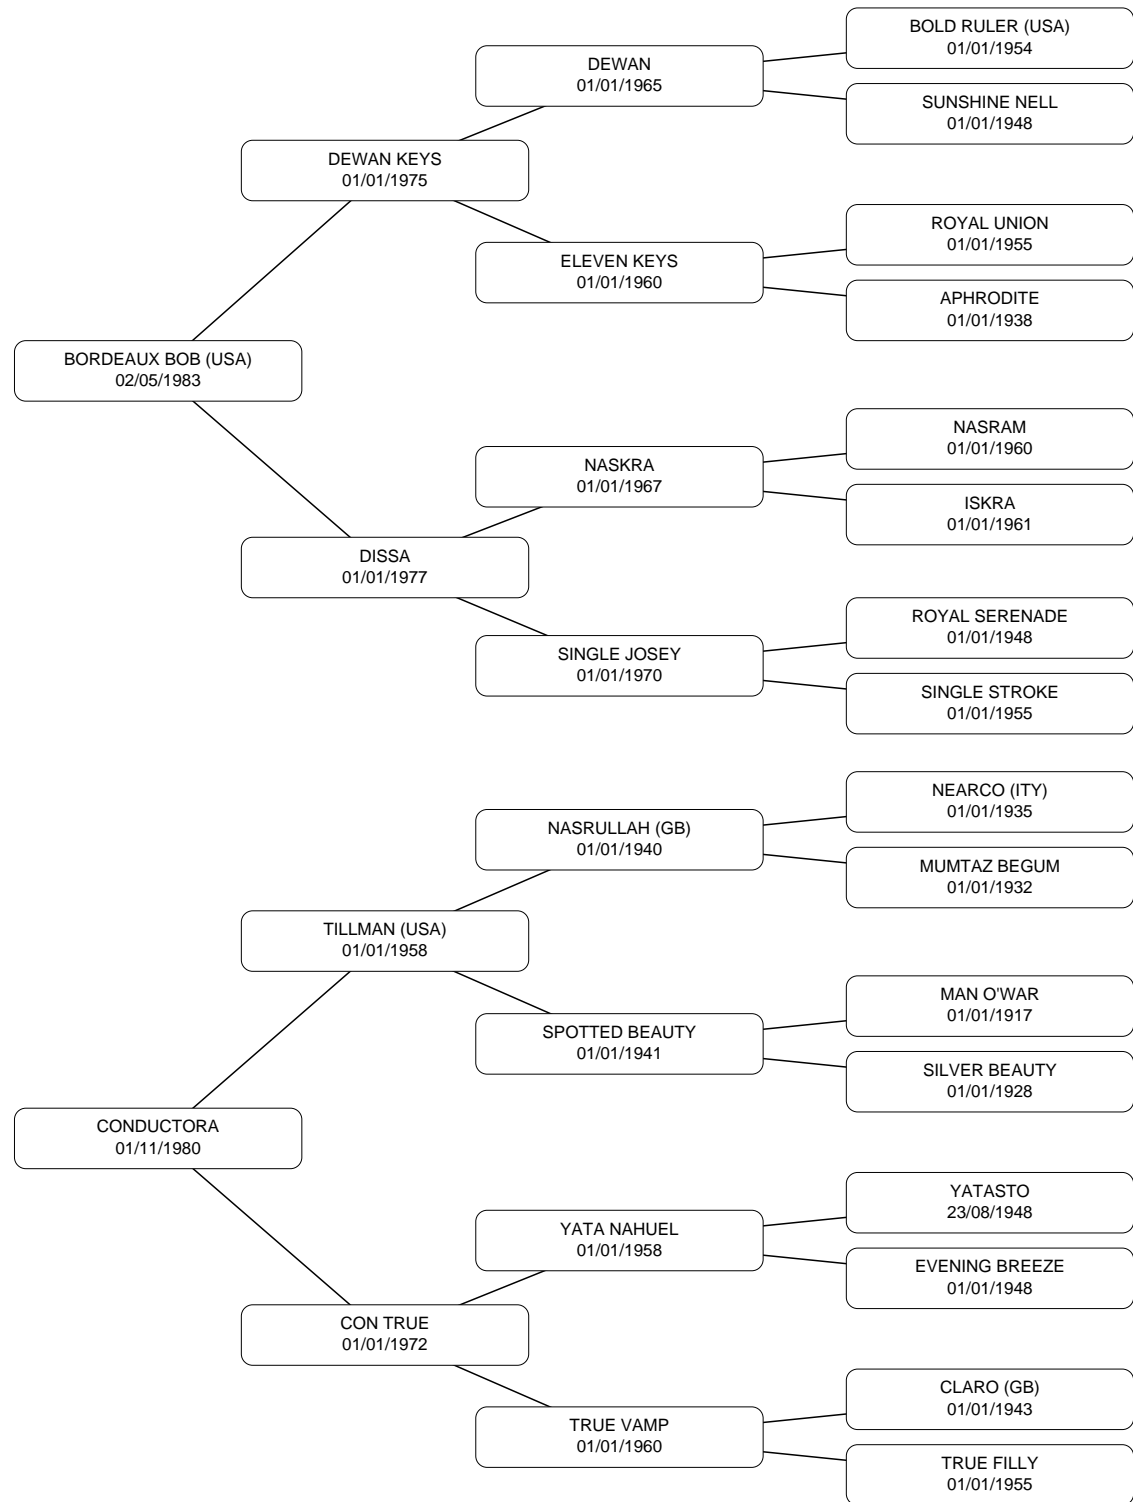 BOLD RULER (USA)
01/01/1954
DEWAN
01/01/1965
SUNSHINE NELL
01/01/1948
DEWAN KEYS
01/01/1975
ROYAL UNION
01/01/1955
ELEVEN KEYS
01/01/1960
APHRODITE
01/01/1938
BORDEAUX BOB (USA)
02/05/1983
NASRAM
01/01/1960
NASKRA
01/01/1967
ISKRA
01/01/1961
DISSA
01/01/1977
ROYAL SERENADE
01/01/1948
SINGLE JOSEY
01/01/1970
SINGLE STROKE
01/01/1955
NEARCO (ITY)
01/01/1935
NASRULLAH (GB)
01/01/1940
MUMTAZ BEGUM
01/01/1932
TILLMAN (USA)
01/01/1958
MAN O'WAR
01/01/1917
SPOTTED BEAUTY
01/01/1941
SILVER BEAUTY
01/01/1928
CONDUCTORA
01/11/1980
YATASTO
23/08/1948
YATA NAHUEL
01/01/1958
EVENING BREEZE
01/01/1948
CON TRUE
01/01/1972
CLARO (GB)
01/01/1943
TRUE VAMP
01/01/1960
TRUE FILLY
01/01/1955